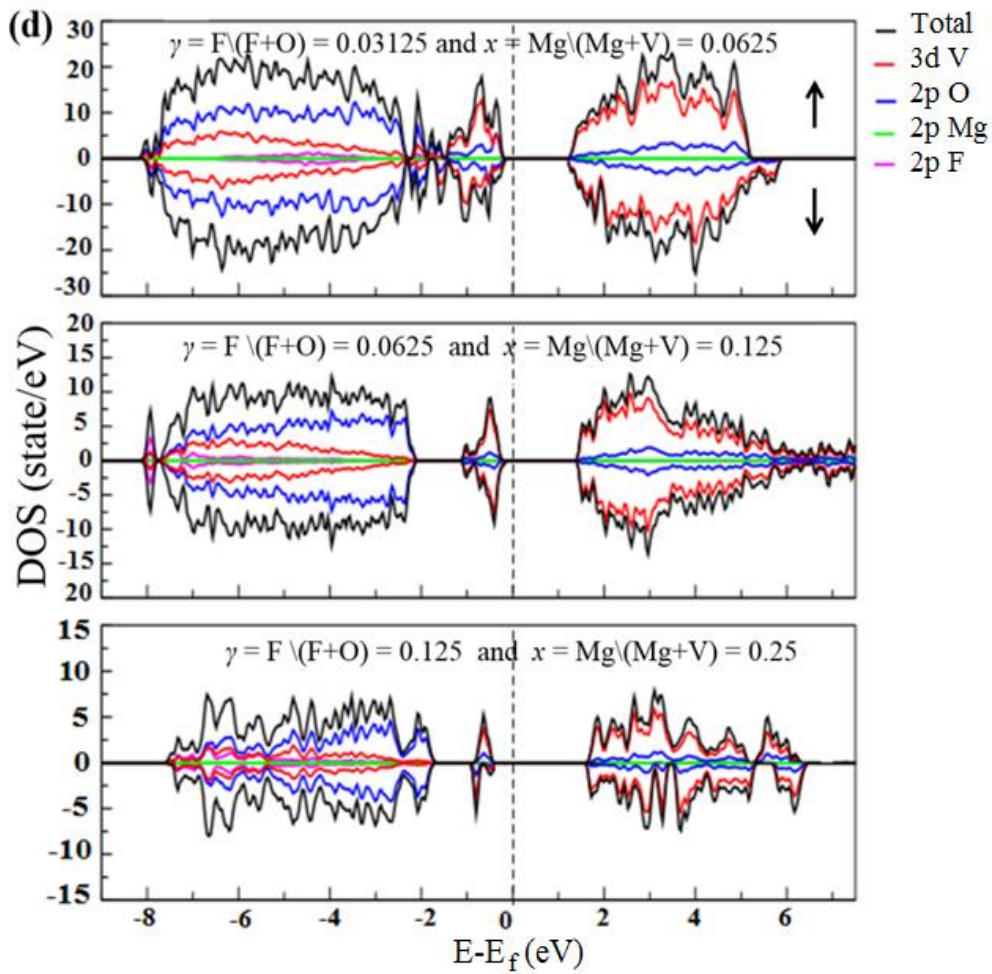 (d)
γ = F\(F+O) = 0.03125 and x = Mg\(Mg+V) = 0.0625
30
20
10
0
-10
-20
-30
Total
3d V
2p O
2p Mg
2p F
γ = F \(F+O) = 0.0625 and x = Mg\(Mg+V) = 0.125
20
15
10
5
0
-5
-10
15
20
DOS (state/eV)
γ = F \(F+O) = 0.125 and x = Mg\(Mg+V) = 0.25
15
10
5
0
-5
-10
-15
-8 -6 -4 -2 0 2 4 6
E-Ef (eV)